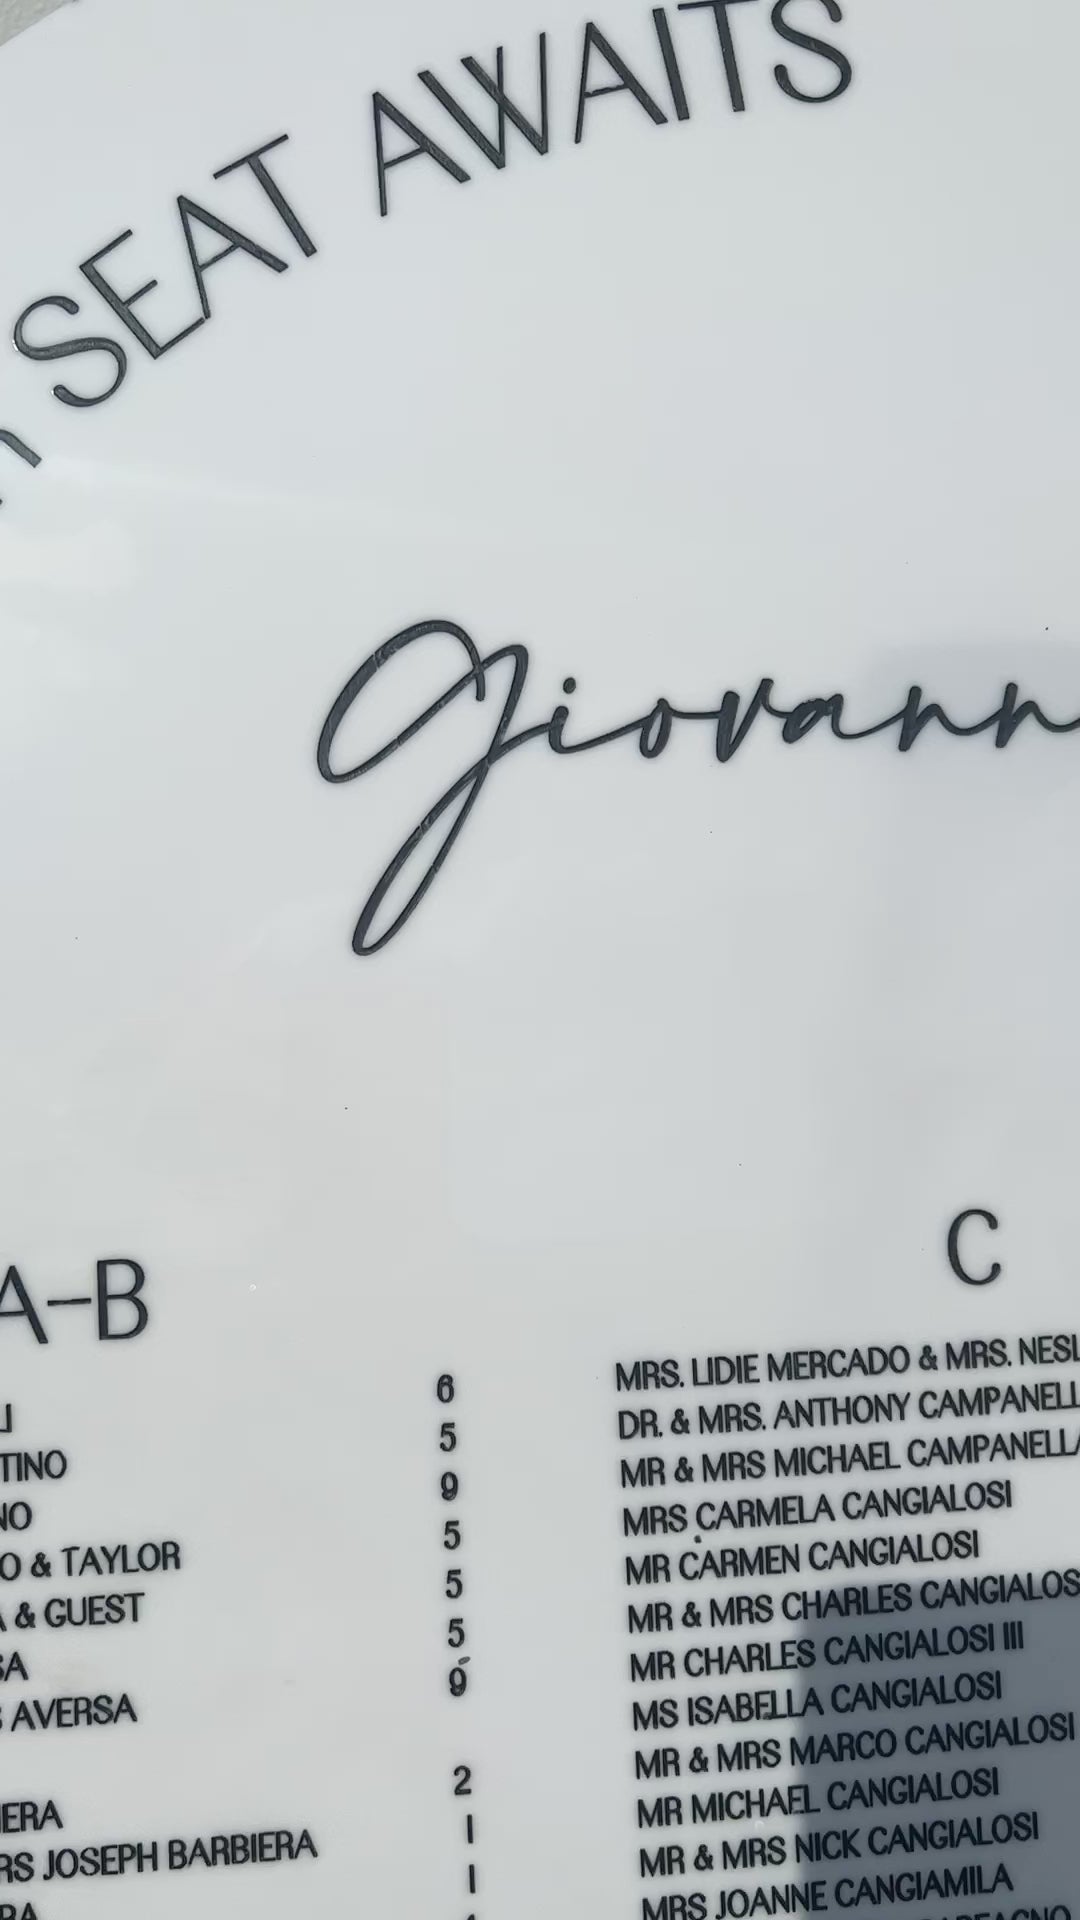 SEAT AWAITS
Giovann
A-B
6
TINO 5
NO 9
O & TAYLOR 5
A & GUEST 5
SA 5
AVERSA 9
2
IERA 1
RS JOSEPH BARBIERA 1
RA
C
MRS. LIDIE MERCADO & MRS. NESL
DR. & MRS. ANTHONY CAMPANELL
MR & MRS MICHAEL CAMPANELLA
MRS CARMELA CANGIALOSI
MR CARMEN CANGIALOSI
MR & MRS CHARLES CANGIALOS
MR CHARLES CANGIALOSI III
MS ISABELLA CANGIALOSI
MR & MRS MARCO CANGIALOSI
MR MICHAEL CANGIALOSI
MR & MRS NICK CANGIALOSI
MRS JOANNE CANGIAMILA